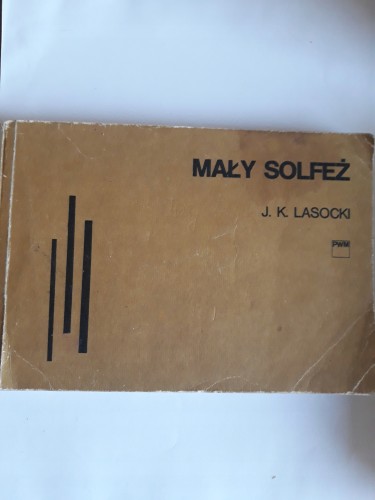 MAŁY SOLFEŻ
J. K. LASOCKI
PWM